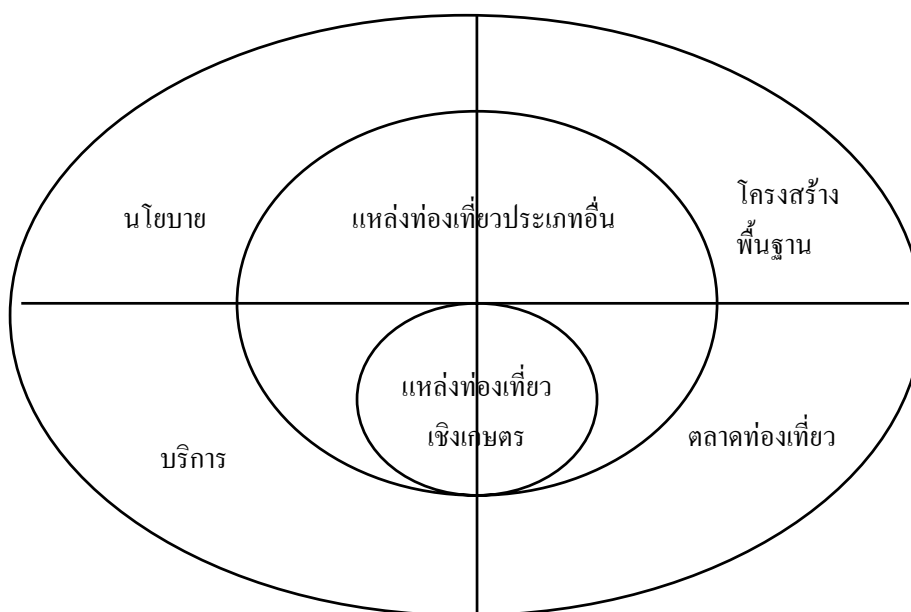 นโยบาย
แหล่งท่องเที่ยวประเภทอื่น
โครงสร้าง
พื้นฐาน
แหล่งท่องเที่ยว
เชิงเกษตร
บริการ
ตลาดท่องเที่ยว